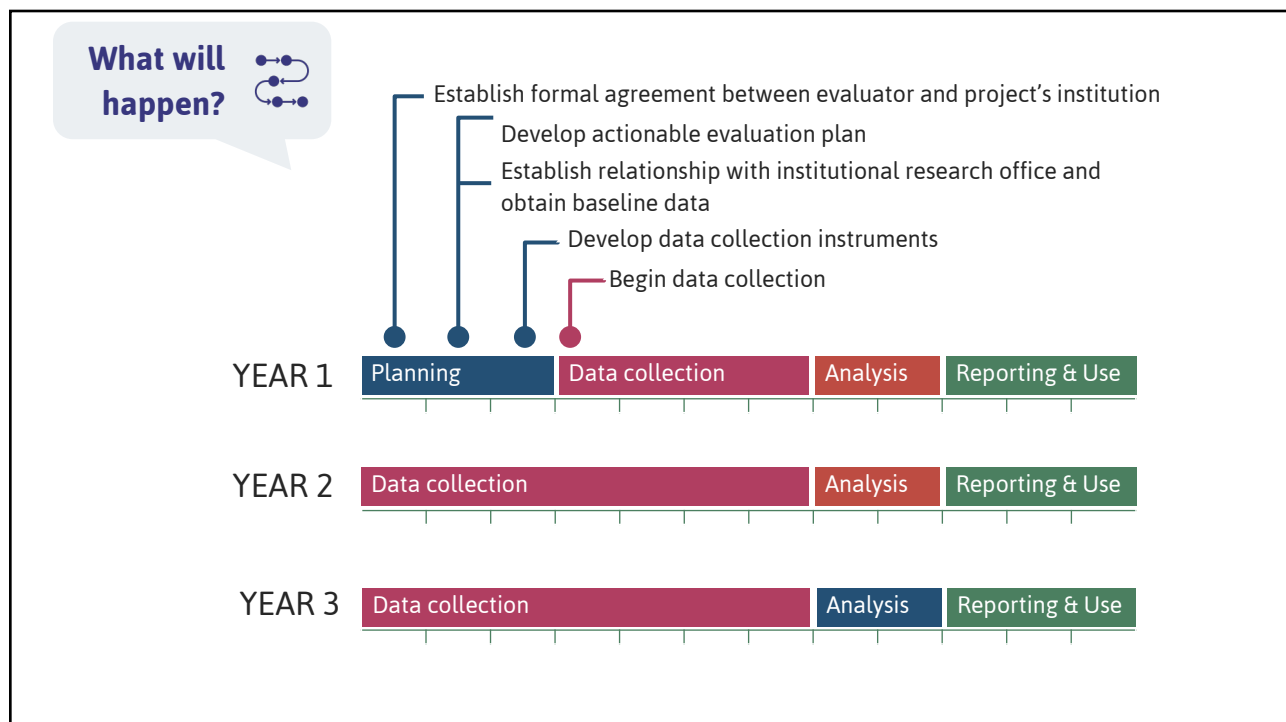 What will
happen?
Establish formal agreement between evaluator and project’s institution
Develop actionable evaluation plan
Establish relationship with institutional research office and
obtain baseline data
Develop data collection instruments
Begin data collection
YEAR 1
Planning
Data collection
Analysis
Reporting & Use
YEAR 2
Data collection
Analysis
Reporting & Use
YEAR 3
Data collection
Analysis
Reporting & Use